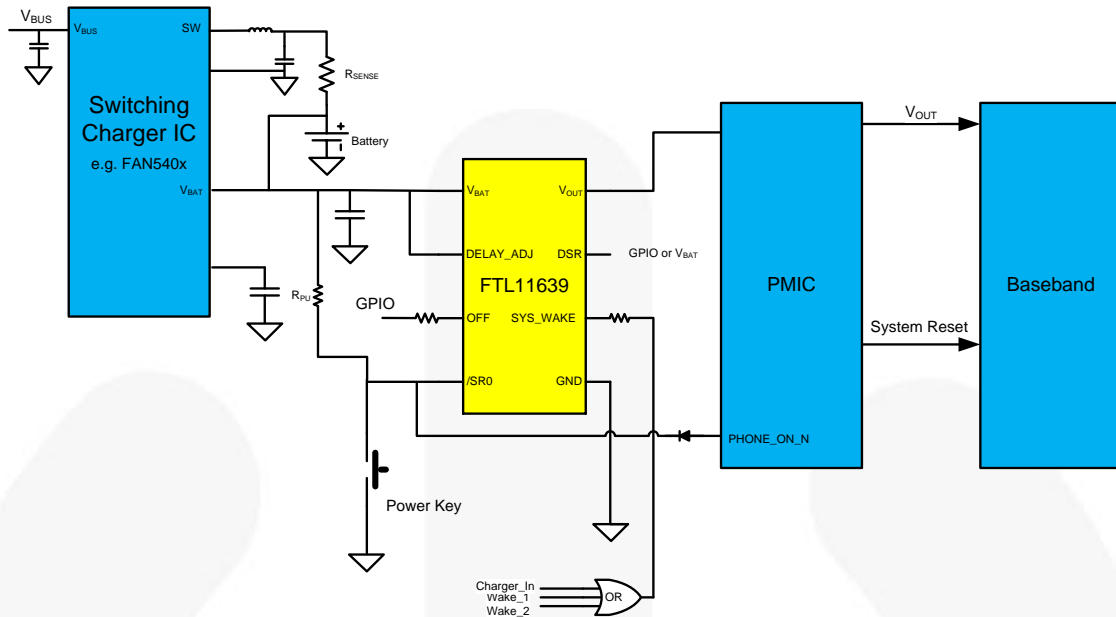 VBUS
VBUS
SW
RSENSE
Switching
Charger IC
e.g. FAN540x
+
-
Battery
VBAT
VBAT
VOUT
DELAY_ADJ
DSR
GPIO or VBAT
FTL11639
RPU
GPIO
OFF
SYS_WAKE
/SR0
GND
PMIC
VOUT
Baseband
System Reset
PHONE_ON_N
Power Key
Charger_In
Wake_1
Wake_2
OR